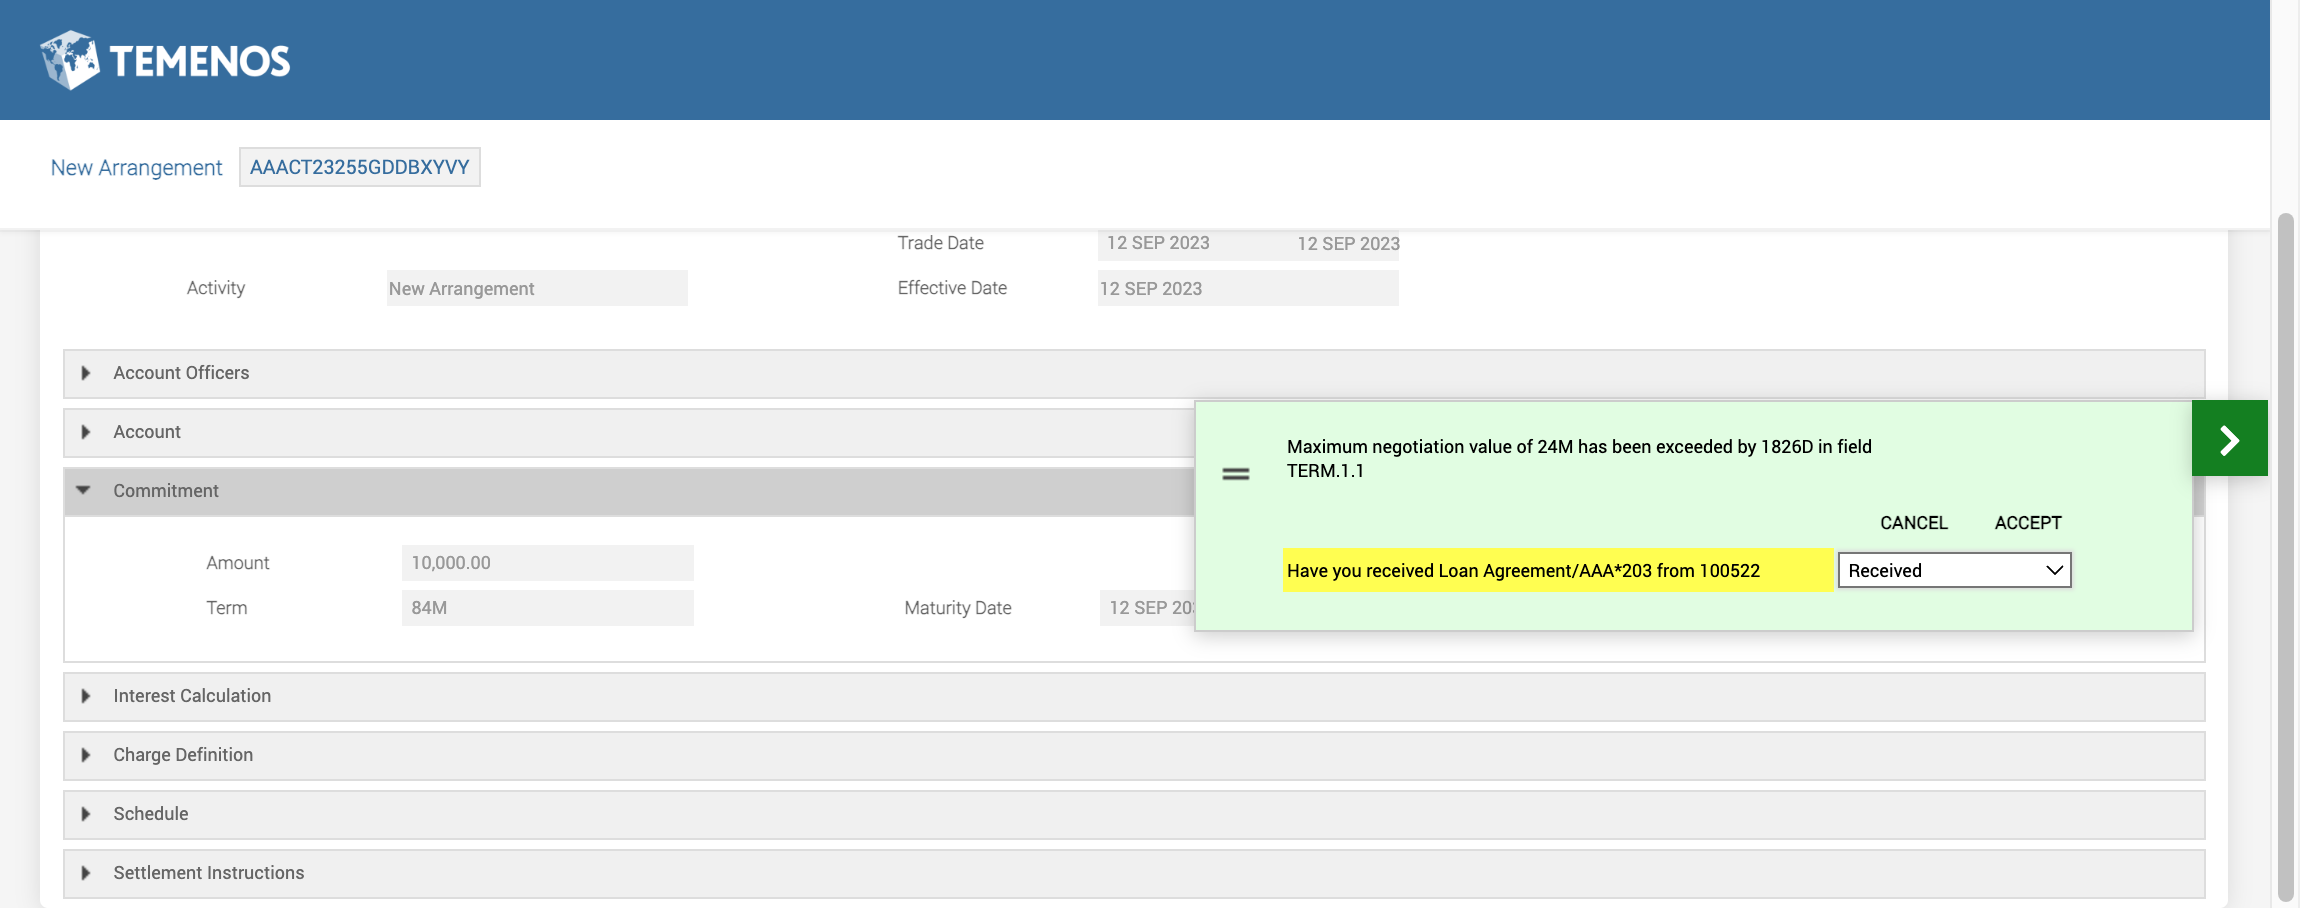 TEMENOS
New Arrangement AAACT23255GDDBXYVY
Trade Date 12 SEP 2023 12 SEP 2023
Activity New Arrangement Effective Date 12 SEP 2023
Account Officers
Account
Maximum negotiation value of 24M has been exceeded by 1826D in field
TERM.1.1
Commitment
CANCEL ACCEPT
Amount 10,000.00
Have you received Loan Agreement/AAA*203 from 100522 Received
Term 84M Maturity Date 12 SEP
Interest Calculation
Charge Definition
Schedule
Settlement Instructions